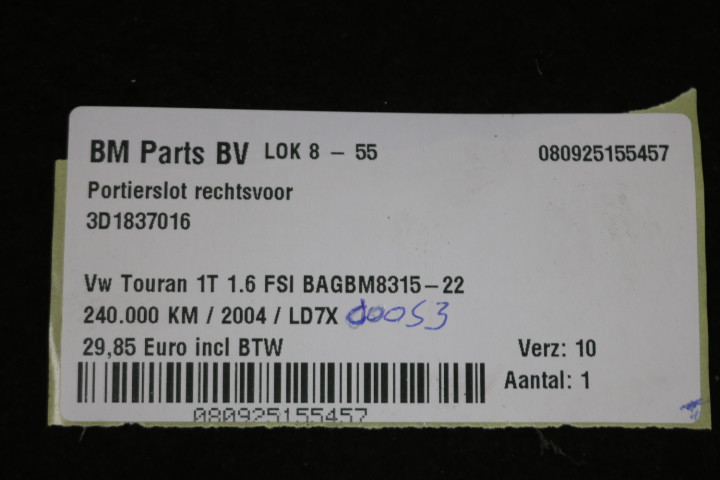 BM Parts BV LOK 8 - 55 080925155457
Portierslot rechtsvoor
3D1837016
Vw Touran 1T 1.6 FSI BAGBM8315-22
240.000 KM / 2004 / LD7X 00053
29,85 Euro incl BTW Verz: 10
Aantal: 1
080925155457